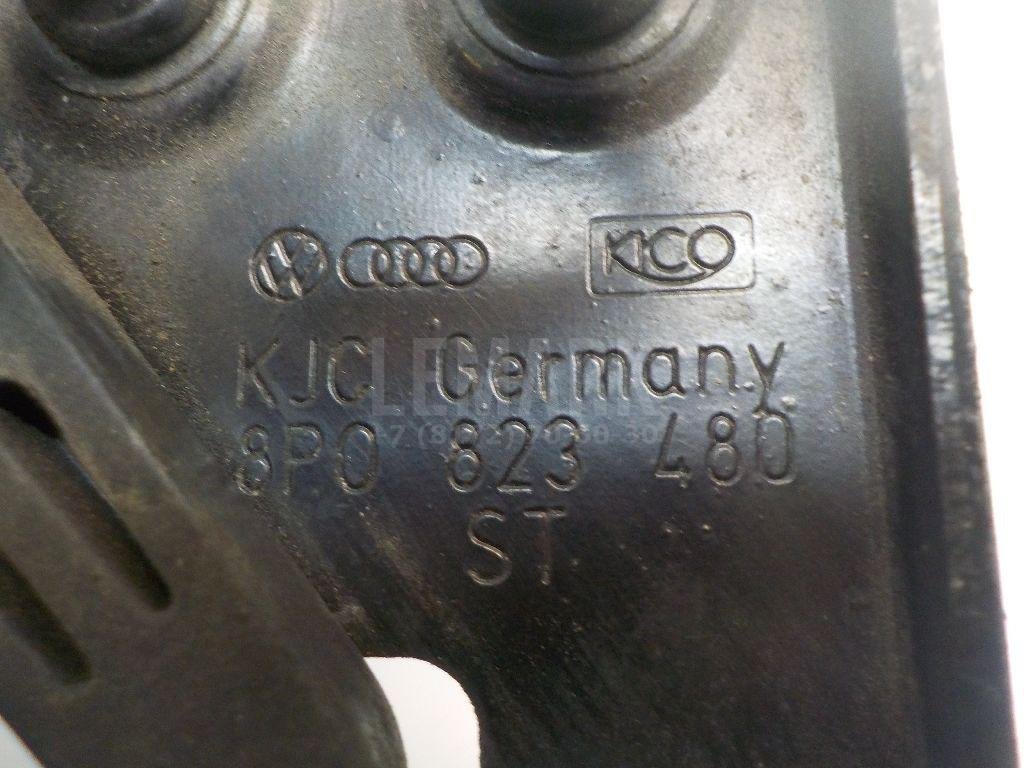 KICO
KJC Germany
8P0 823 480
ST